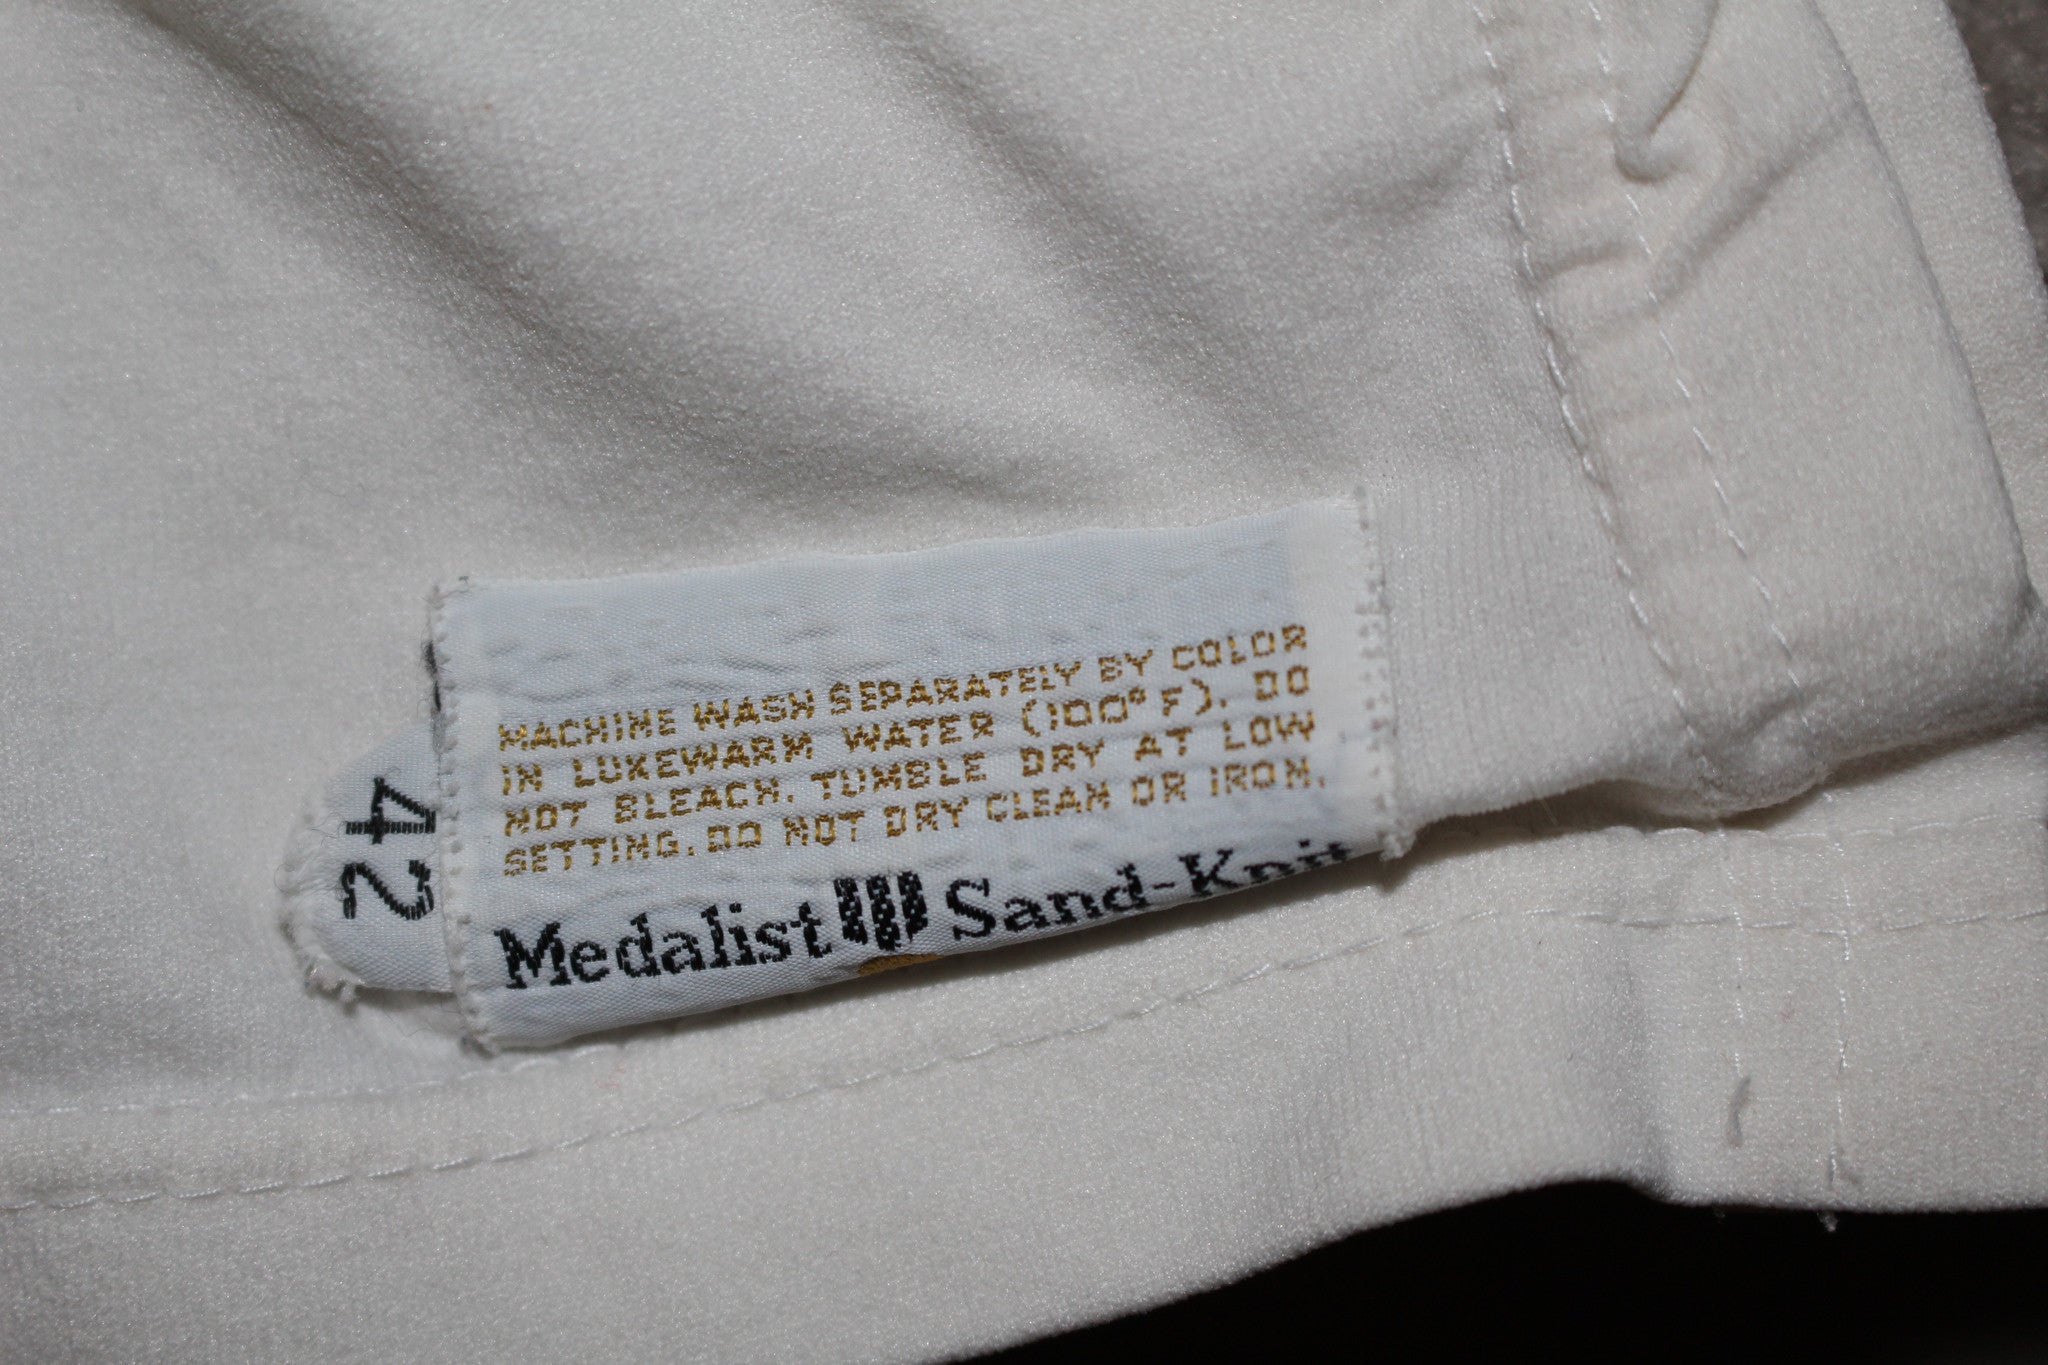 MACHINE WASH SEPARATELY BY COLOR
IN LUKEWARM WATER (100° F). DO
NOT BLEACH. TUMBLE DRY AT LOW
SETTING. DO NOT DRY CLEAN OR IRON.
Medalist Sand-Knit
42